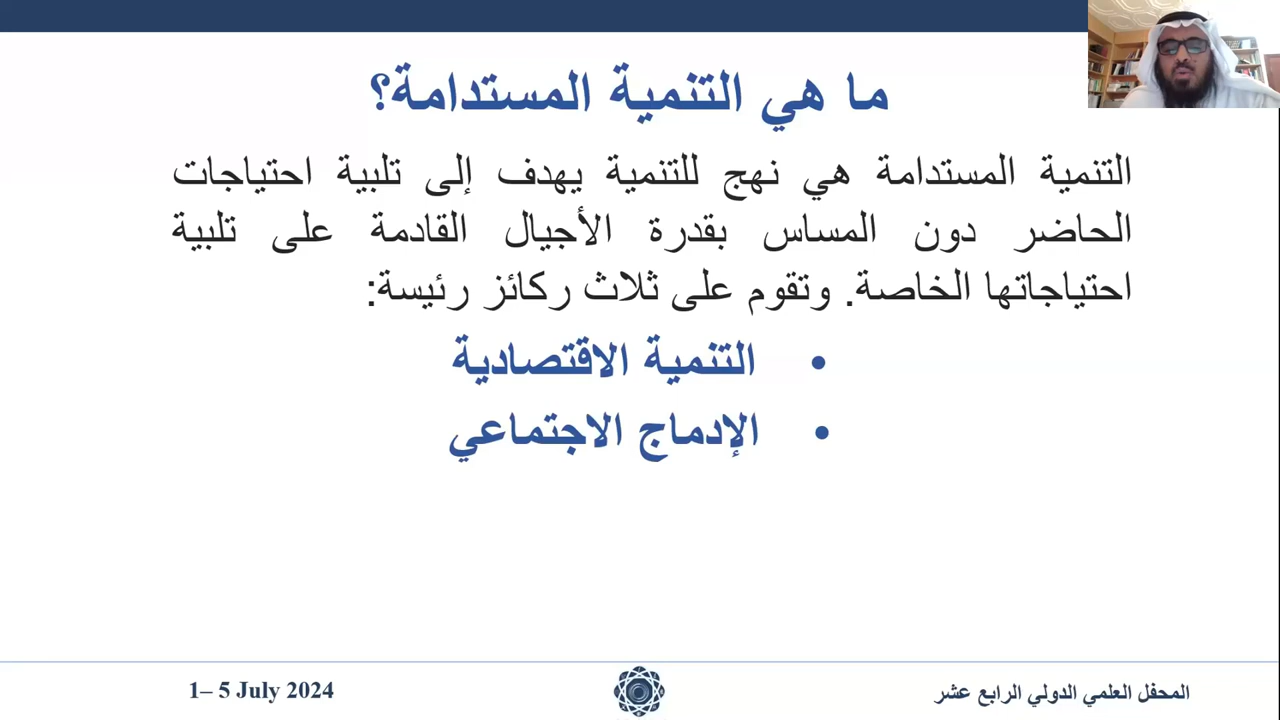 ما هي التنمية المستدامة؟
التنمية المستدامة هي نهج للتنمية يهدف إلى تلبية احتياجات
الحاضر دون المساس بقدرة الأجيال القادمة على تلبية
احتياجاتها الخاصة. وتقوم على ثلاث ركائز رئيسة:
• التنمية الاقتصادية
• الإدماج الاجتماعي
المحفل العلمي الدولي الرابع عشر
1– 5 July 2024